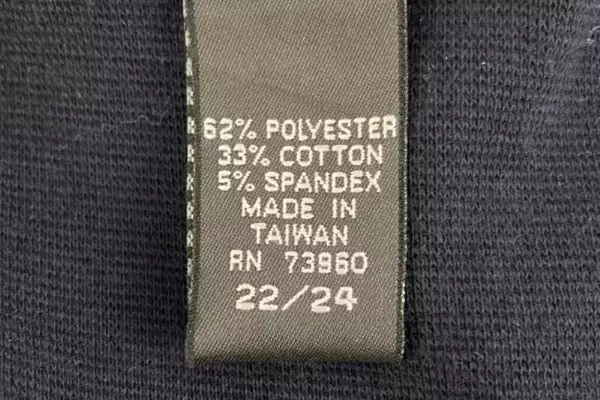 62% POLYESTER
33% COTTON
5% SPANDEX
MADE IN
TAIWAN
RN 73960
22/24